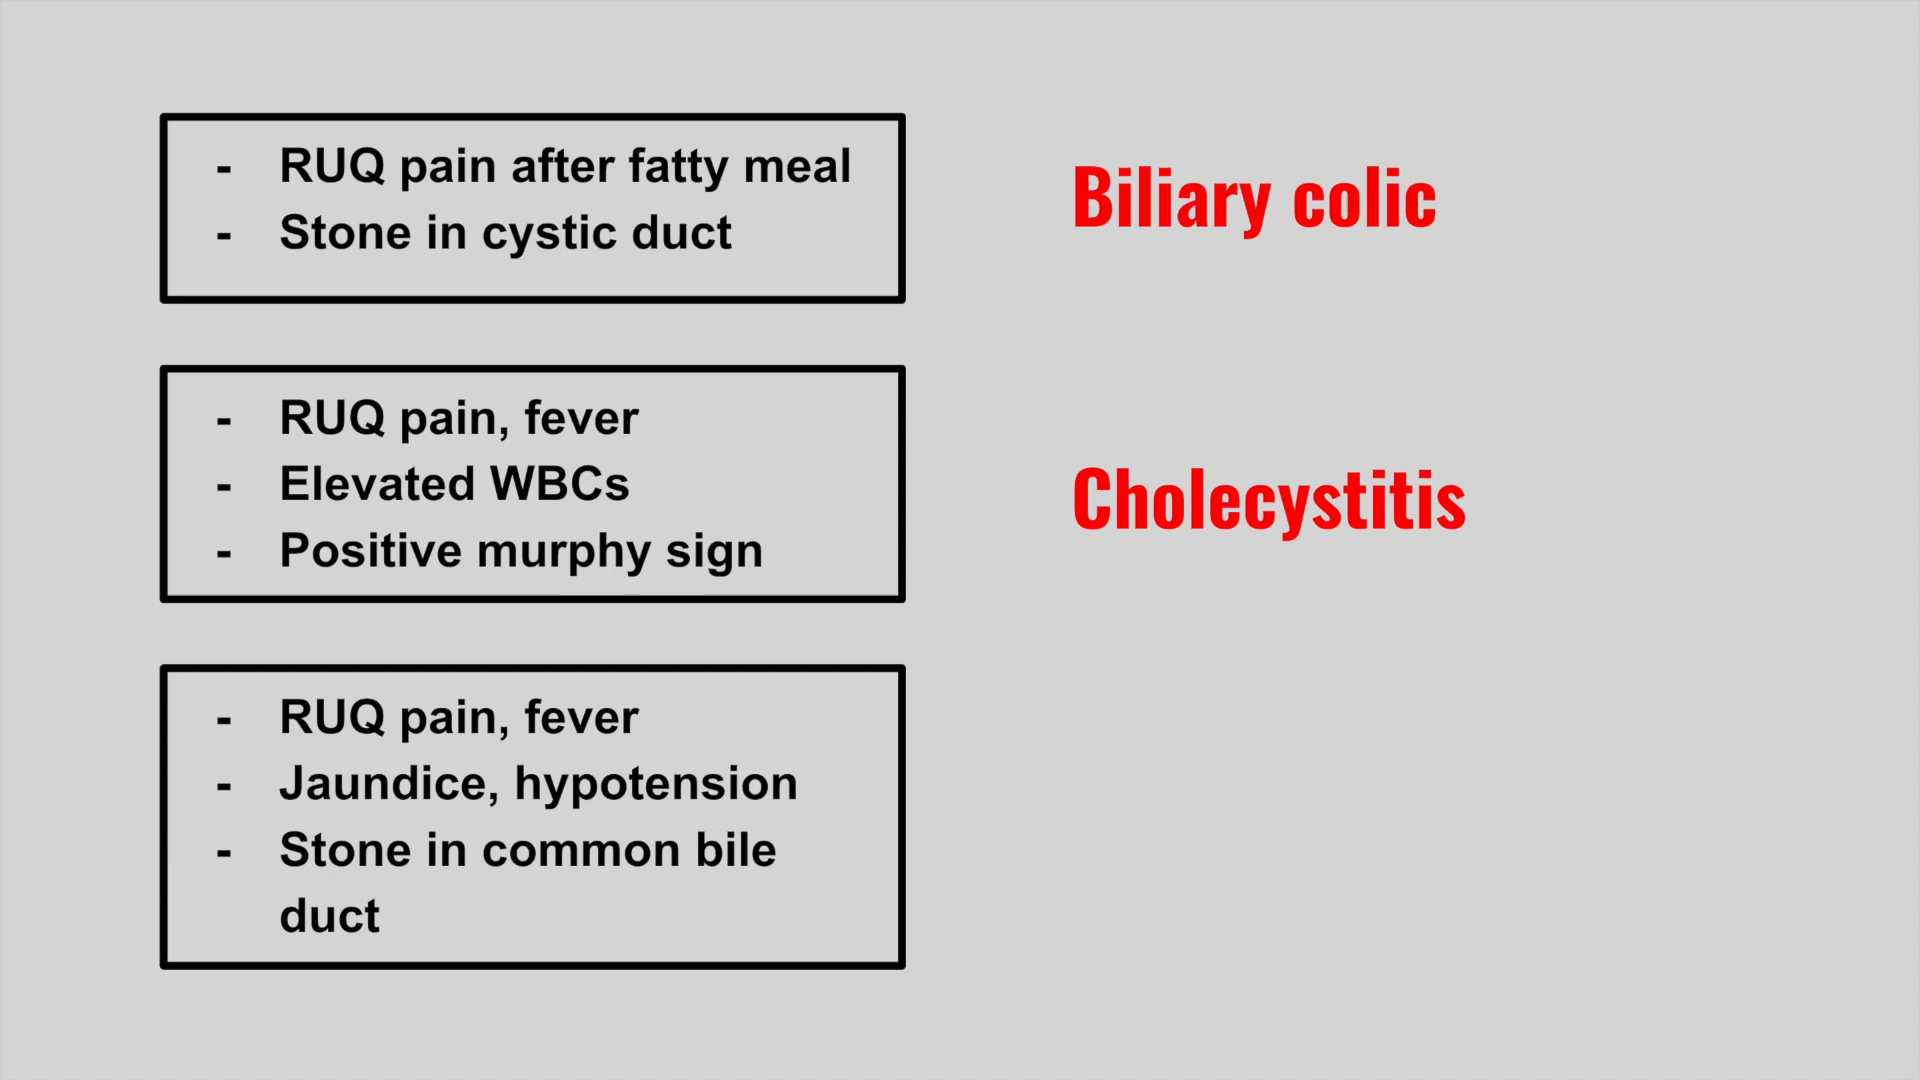 - RUQ pain after fatty meal
- Stone in cystic duct
Biliary colic
- RUQ pain, fever
- Elevated WBCs
- Positive murphy sign
Cholecystitis
- RUQ pain, fever
- Jaundice, hypotension
- Stone in common bile
duct